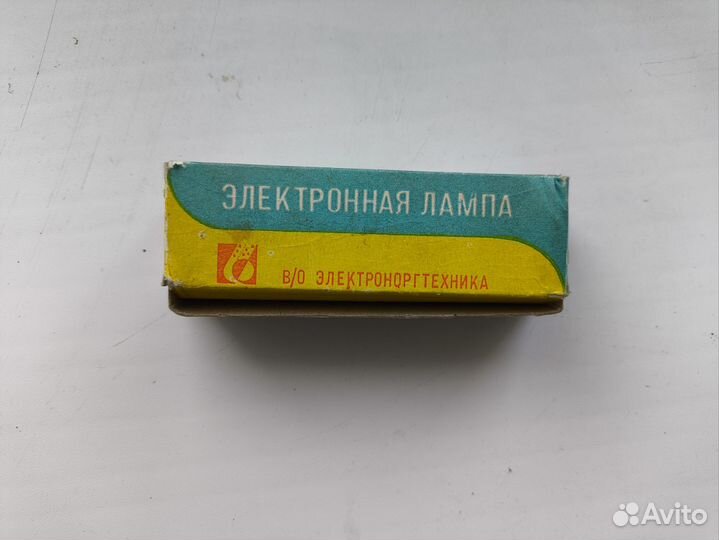 ЭЛЕКТРОННАЯ ЛАМПА
В/О ЭЛЕКТРОНОРГТЕХНИКА
Avito